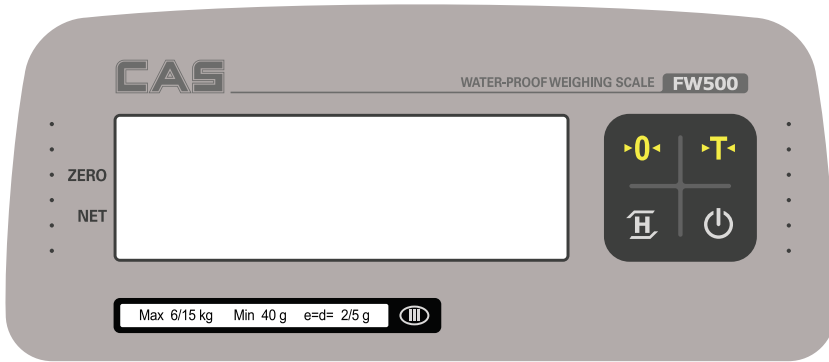 CAS
WATER-PROOF WEIGHING SCALE FW500
ZERO
NET
0 T
H
Max 6/15 kg Min 40 g e=d= 2/5 g III